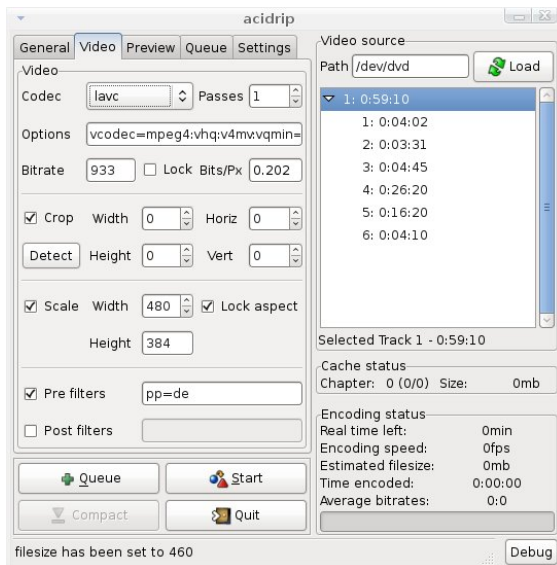 acidrip
General Video Preview Queue Settings
Video
Codec lavc Passes 1
Options vcodec=mpeg4:vhq:v4mv:vqmin=
Bitrate 933 Lock Bits/Px 0.202
Crop Width 0 Horiz 0
Detect Height 0 Vert 0
Scale Width 480 Lock aspect
Height 384
Pre filters pp=de
Post filters
Queue Start
Compact Quit
filesize has been set to 460
Video source
Path /dev/dvd Load
1: 0:59:10
1: 0:04:02
2: 0:03:31
3: 0:04:45
4: 0:26:20
5: 0:16:20
6: 0:04:10
Selected Track 1 - 0:59:10
Cache status
Chapter: 0 (0/0) Size: 0mb
Encoding status
Real time left: 0min
Encoding speed: 0fps
Estimated filesize: 0mb
Time encoded: 0:00:00
Average bitrates: 0:0
Debug